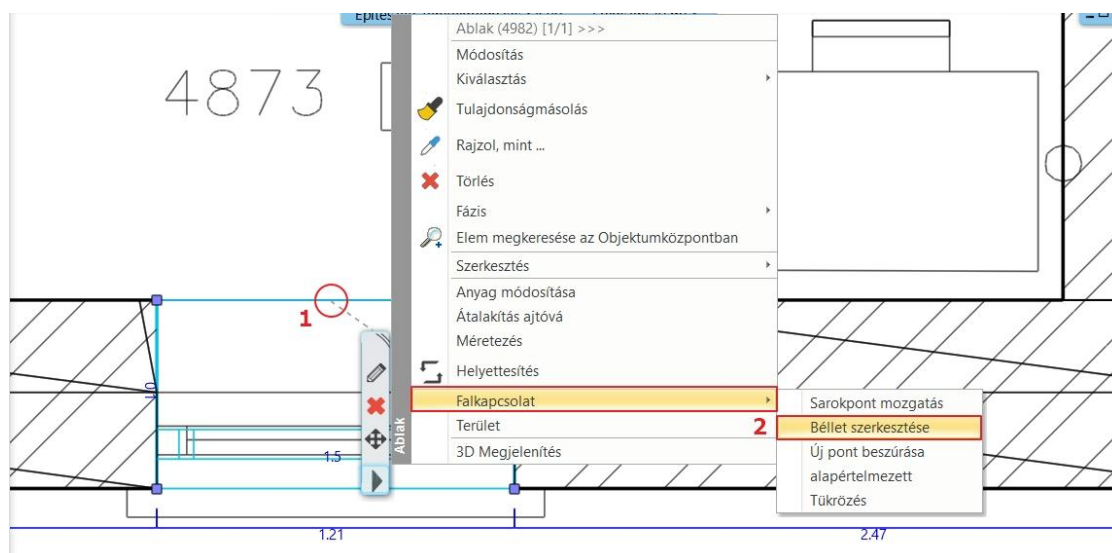 Ablak (4982) [1/1] >>>
4873
Módosítás
Kiválasztás
Tulajdonságmásolás
Rajzol, mint ...
Törlés
Fázis
Elem megkeresése az Objektumközpontban
Szerkesztés
Anyag módosítása
1
Átalakítás ajtóvá
Méretezés
Helyettesítés
Falkapcsolat
Sarokpont mozgatás
Ablak
Terület
2
Béllet szerkesztése
3D Megjelenítés
Új pont beszúrása
1.5
alapértelmezett
Tükrözés
1.21
2.47